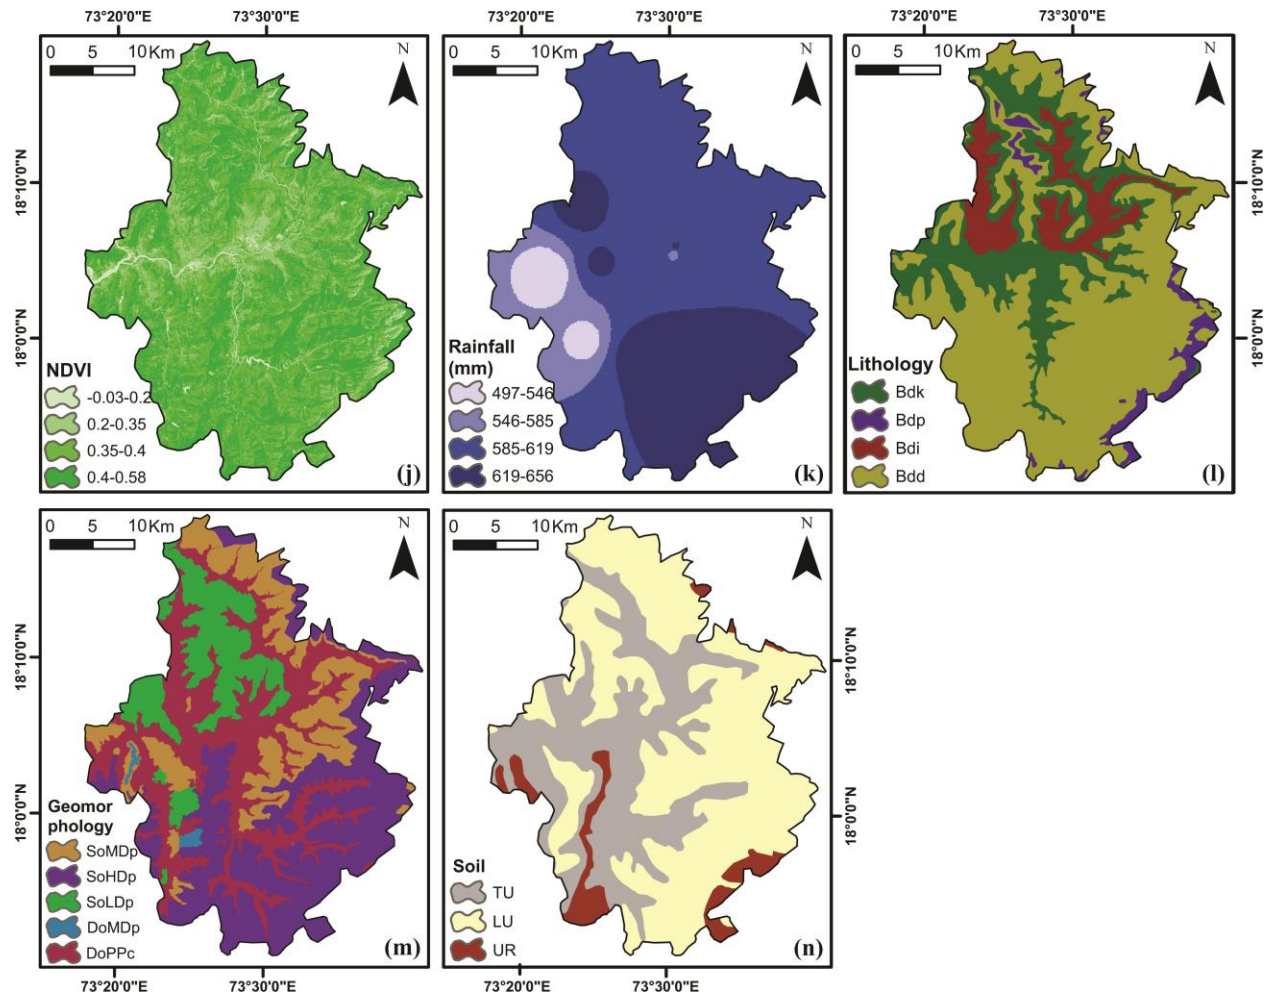 73°20'0"E 73°30'0"E 73°20'0"E 73°30'0"E 73°20'0"E 73°30'0"E
0 5 10Km N
18°10'0"N
18°0'0"N
NDVI
-0.03-0.2
0.2-0.35
0.35-0.4
0.4-0.58
(j)
0 5 10Km N
Rainfall
(mm)
497-546
546-585
585-619
619-656
(k)
0 5 10Km N
18°10'0"N
18°0'0"N
Lithology
Bdk
Bdp
Bdi
Bdd
(l)
0 5 10Km N
18°10'0"N
18°0'0"N
Geomor
phology
SoMDp
SoHDp
SoLDp
DoMDp
DoPPc
(m)
0 5 10Km N
18°10'0"N
18°0'0"N
Soil
TU
LU
UR
(n)
73°20'0"E 73°30'0"E 73°20'0"E 73°30'0"E